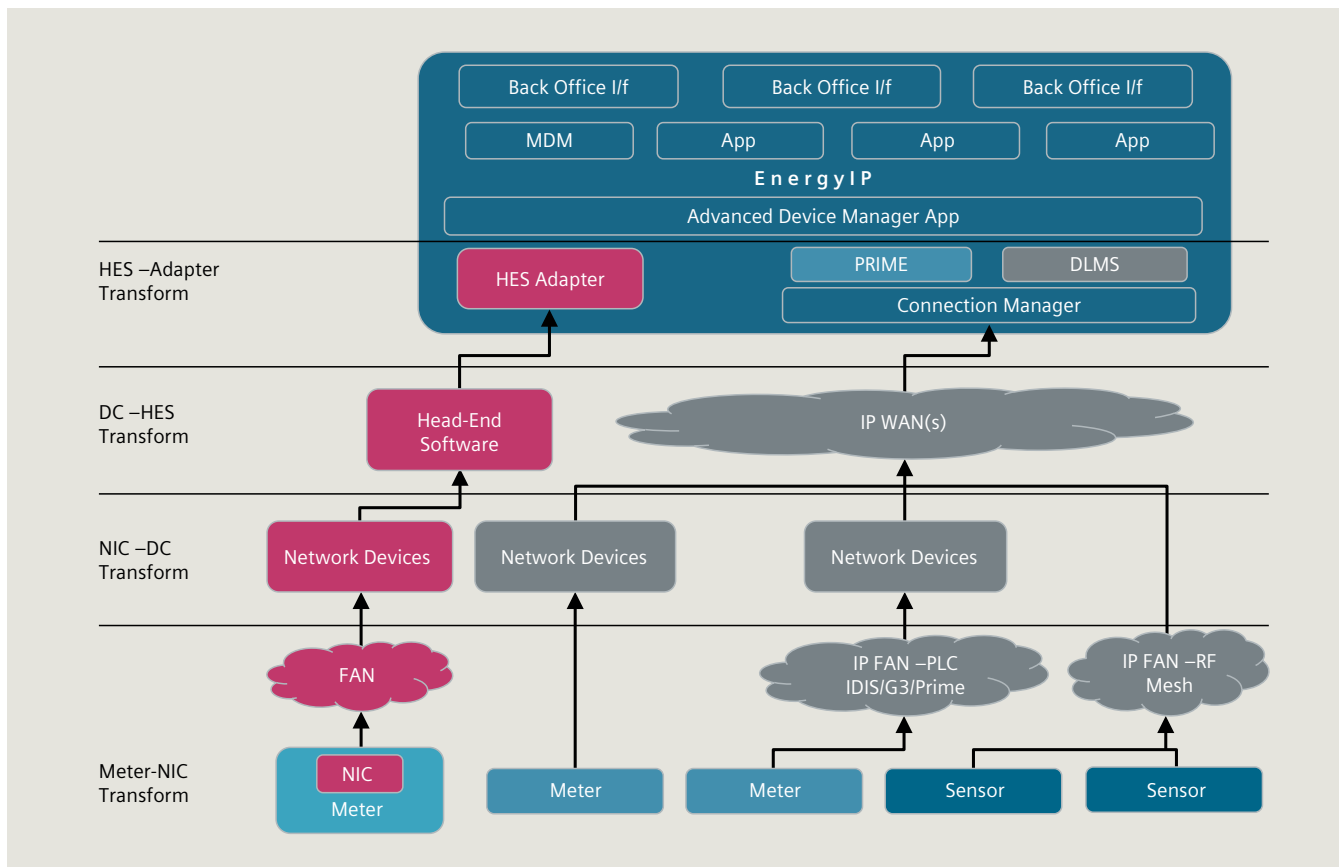 Back Office I/f
Back Office I/f
Back Office I/f
MDM
App
App
App
EnergyIP
Advanced Device Manager App
HES –Adapter
Transform
HES Adapter
PRIME
DLMS
Connection Manager
DC –HES
Transform
Head-End
Software
IP WAN(s)
NIC –DC
Transform
Network Devices
Network Devices
Network Devices
FAN
IP FAN –PLC
IDIS/G3/Prime
IP FAN –RF
Mesh
Meter-NIC
Transform
NIC
Meter
Meter
Meter
Sensor
Sensor